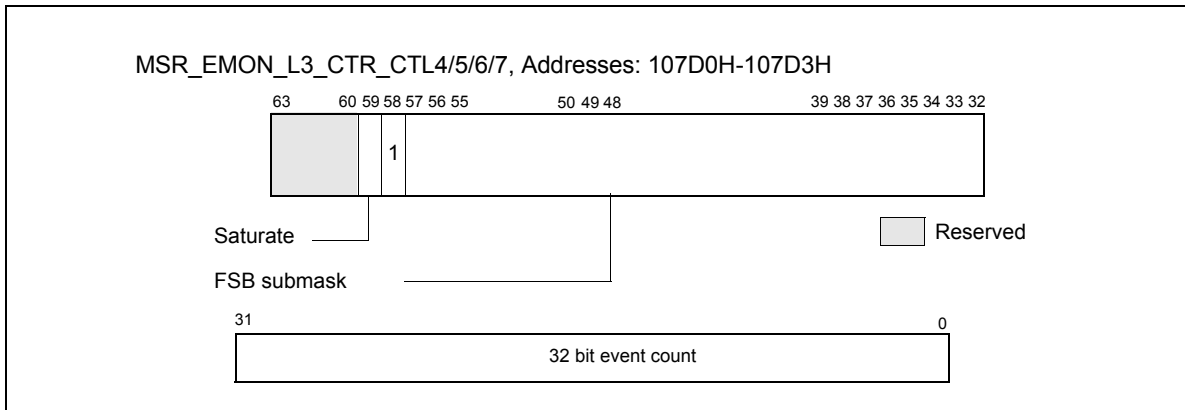 MSR_EMON_L3_CTR_CTL4/5/6/7, Addresses: 107D0H-107D3H
63 60 59 58 57 56 55 50 49 48 39 38 37 36 35 34 33 32
1
Saturate
Reserved
FSB submask
31 0
32 bit event count